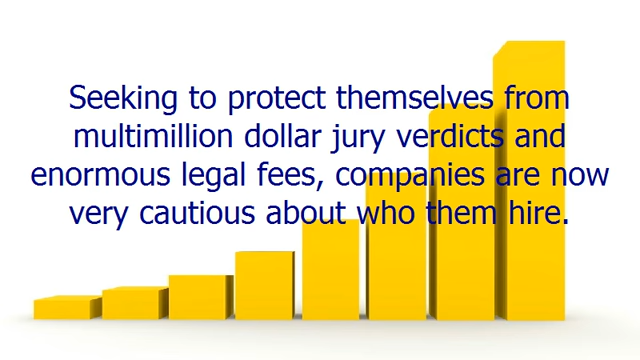 Seeking to protect themselves from
multimillion dollar jury verdicts and
enormous legal fees, companies are now
very cautious about who them hire.